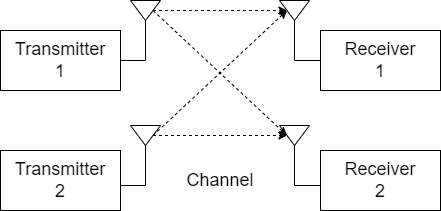 Transmitter
1
Receiver
1
Transmitter
2
Channel
Receiver
2